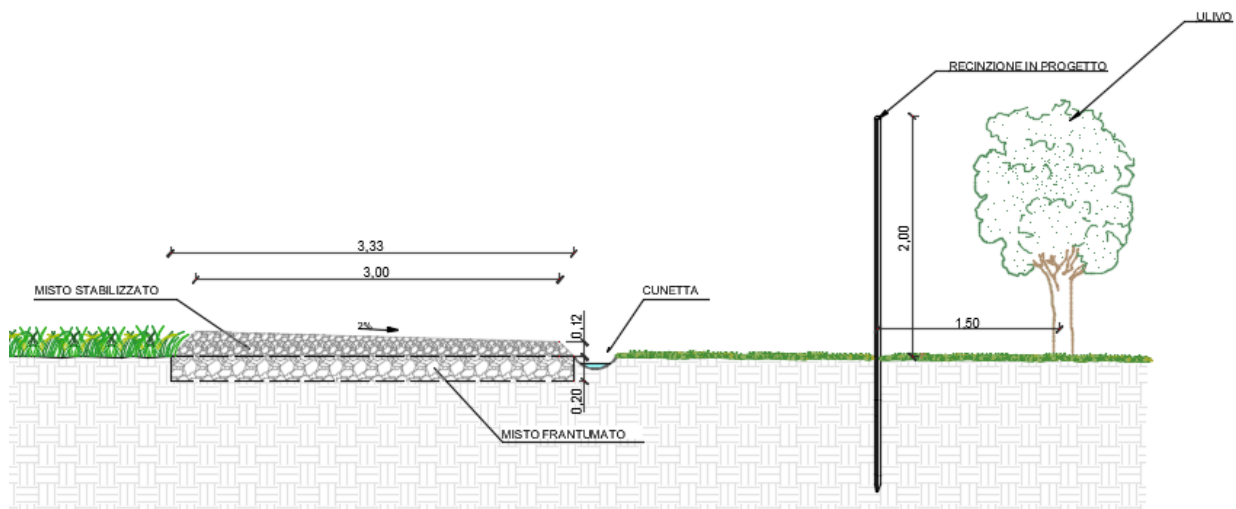 ULIVO
RECINZIONE IN PROGETTO
2,00
3,33
3,00
MISTO STABILIZZATO
CUNETTA
2%
0,12
1.50
0,20
MISTO FRANTUMATO